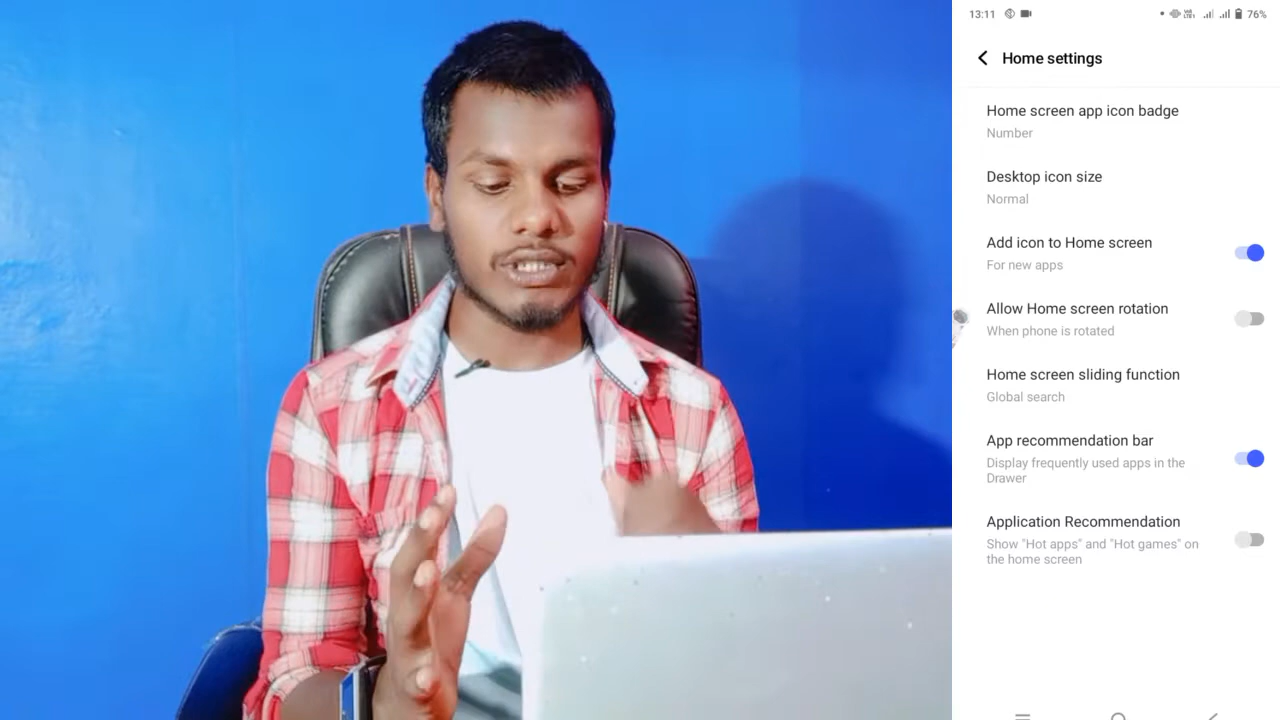 13:11 76%
Home settings
Home screen app icon badge
Number
Desktop icon size
Normal
Add icon to Home screen
For new apps
Allow Home screen rotation
When phone is rotated
Home screen sliding function
Global search
App recommendation bar
Display frequently used apps in the
Drawer
Application Recommendation
Show "Hot apps" and "Hot games" on
the home screen